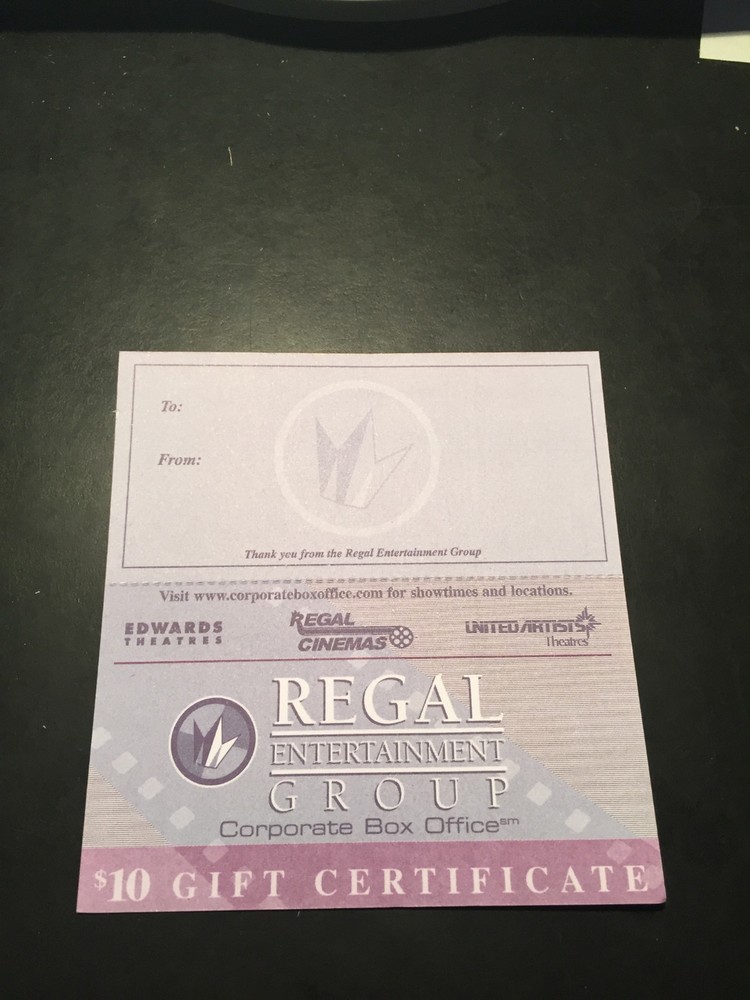 To:
From:
Thank you from the Regal Entertainment Group
Visit www.corporateboxoffice.com for showtimes and locations.
EDWARDS
THEATRES
REGAL
CINEMAS
UNITED ARTISTS
Theatres
REGAL
ENTERTAINMENT
GROUP
Corporate Box Office℠
$10 GIFT CERTIFICATE